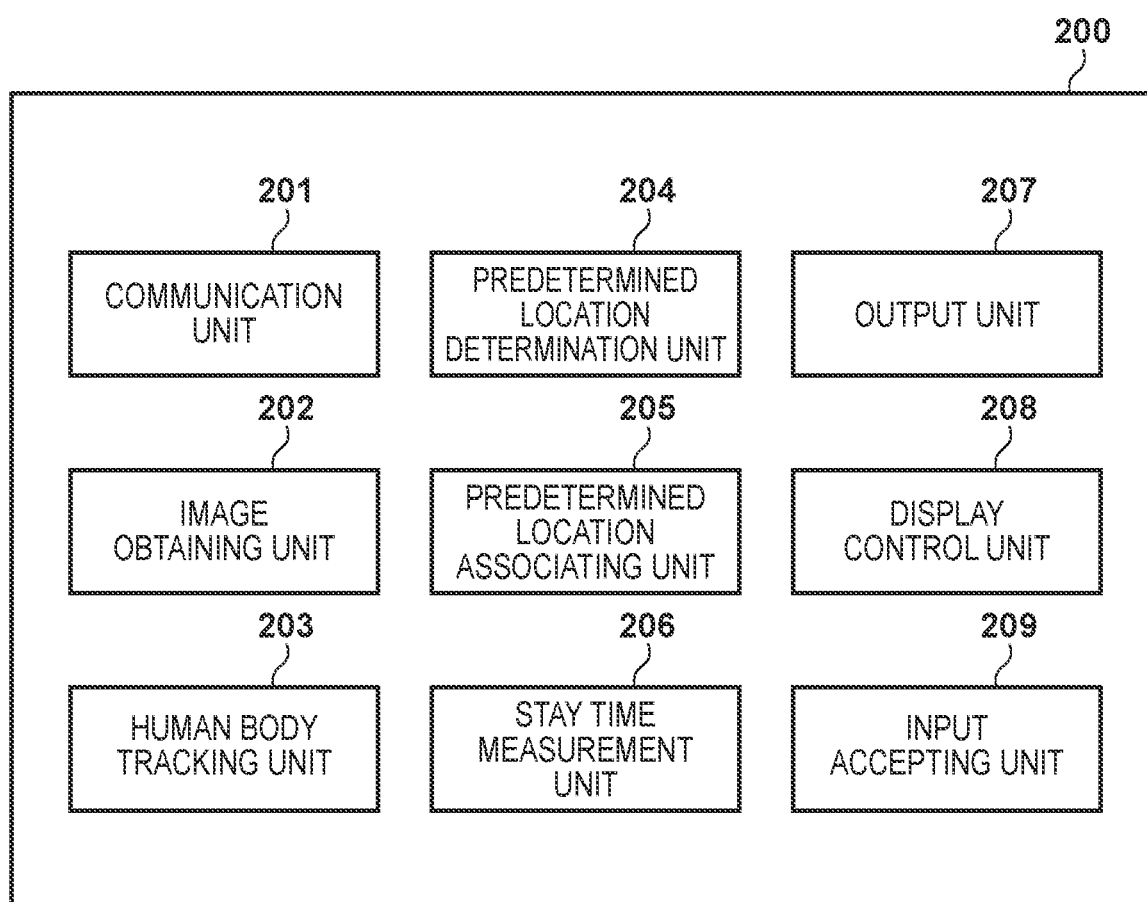 200
201
COMMUNICATION
UNIT
204
PREDETERMINED
LOCATION
DETERMINATION UNIT
207
OUTPUT UNIT
202
IMAGE
OBTAINING UNIT
205
PREDETERMINED
LOCATION
ASSOCIATING UNIT
208
DISPLAY
CONTROL UNIT
203
HUMAN BODY
TRACKING UNIT
206
STAY TIME
MEASUREMENT
UNIT
209
INPUT
ACCEPTING UNIT